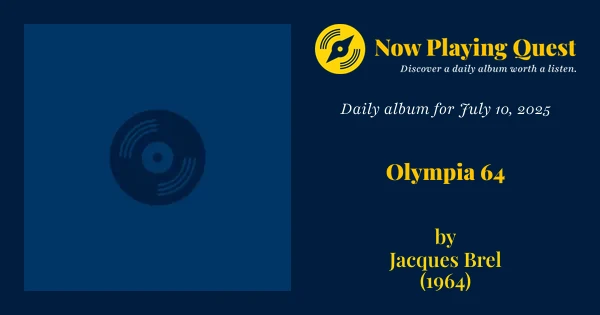 Now Playing Quest
Discover a daily album worth a listen.
Daily album for July 10, 2025
Olympia 64
by
Jacques Brel
(1964)